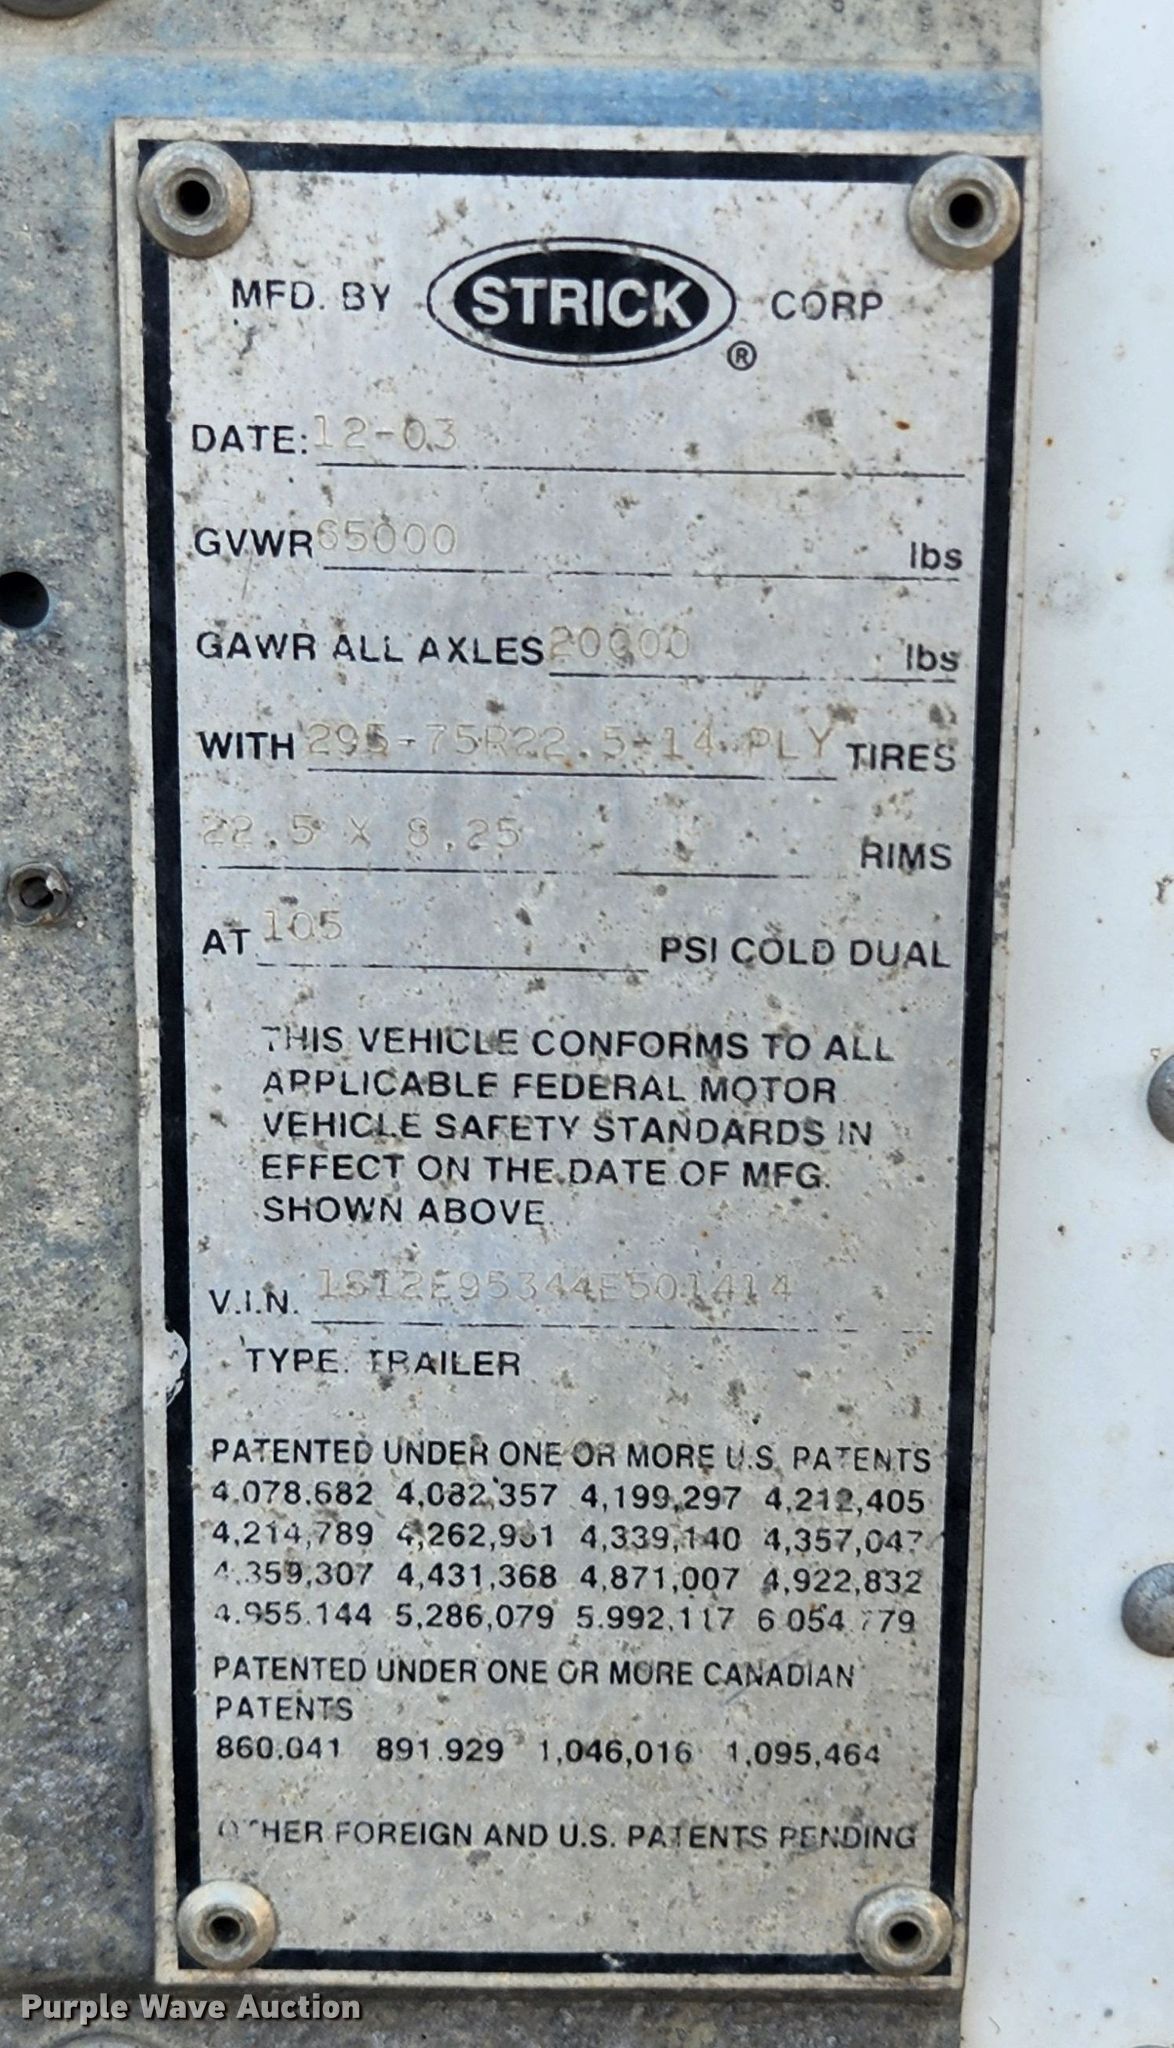 MFD. BY STRICK ® CORP
DATE: 12-03
GVWR 65000 lbs
GAWR ALL AXLES 20000 lbs
WITH 295-75R22.5-14 PLY TIRES
22.5 X 8.25 RIMS
AT 105 PSI COLD DUAL
THIS VEHICLE CONFORMS TO ALL
APPLICABLE FEDERAL MOTOR
VEHICLE SAFETY STANDARDS IN
EFFECT ON THE DATE OF MFG.
SHOWN ABOVE.
V.I.N. 1S12E95344E501414
TYPE: TRAILER
PATENTED UNDER ONE OR MORE U.S. PATENTS
4,078,682 4,082,357 4,199,297 4,212,405
4,214,789 4,339,140 4,357,047
4,359,307 4,431,368 4,871,007 4,922,832
4,955,144 5,286,079 5,992,117
PATENTED UNDER ONE OR MORE CANADIAN
PATENTS
860,041 891,929 1,046,016 1,095,464
OTHER FOREIGN AND U.S. PATENTS PENDING
Purple Wave Auction